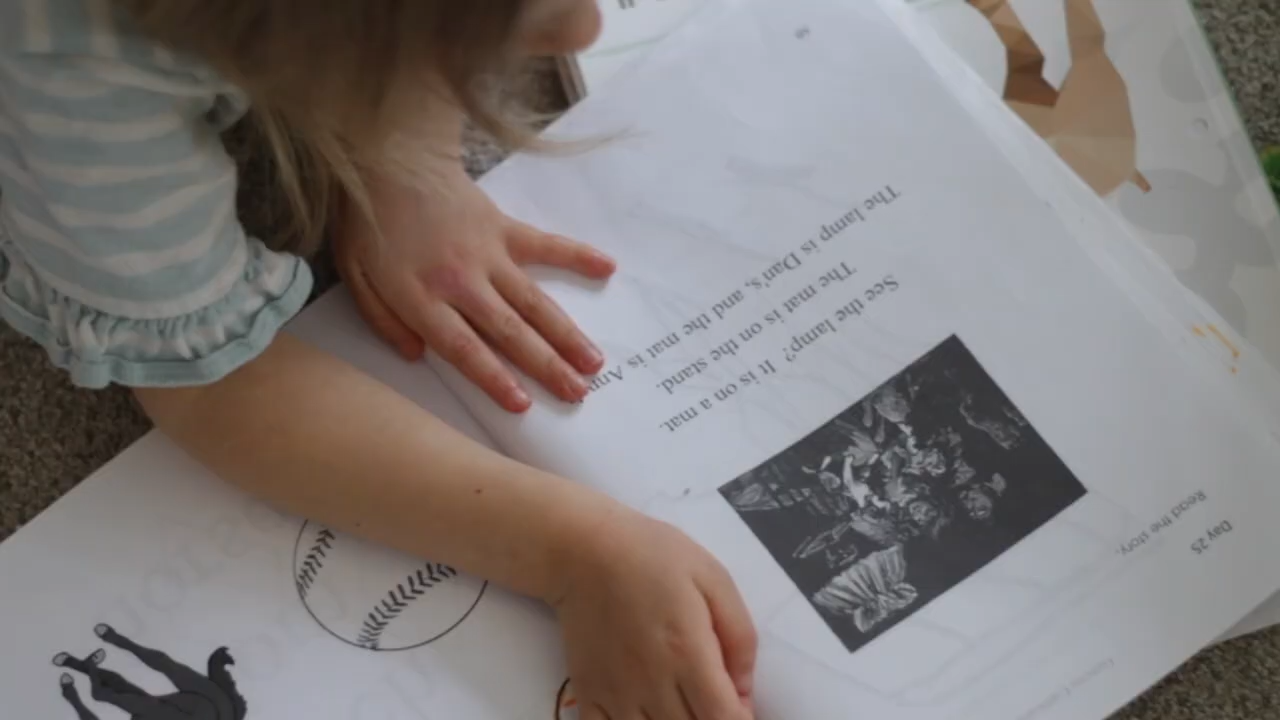 Day 25
Read the story.
See the lamp? It is on a mat.
The mat is on the stand.
The lamp is Dan's, and the mat is